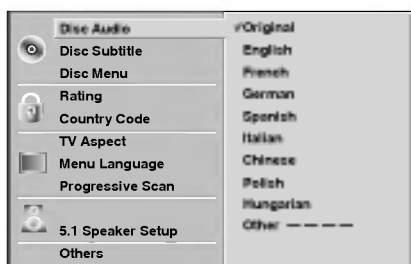 Disc Audio
Disc Subtitle
Disc Menu
Rating
Country Code
TV Aspect
Menu Language
Progressive Scan
5.1 Speaker Setup
Others
✓Original
English
French
German
Spanish
Italian
Chinese
Polish
Hungarian
Other — — — —